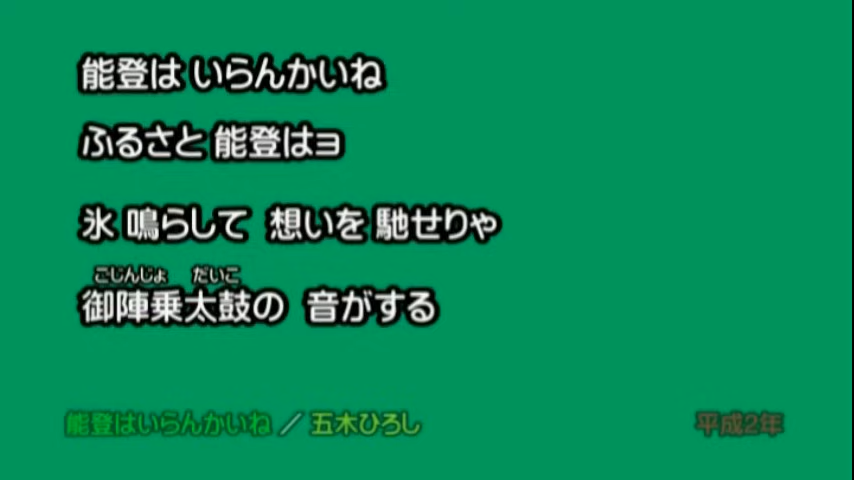 能登は いらんかいね
ふるさと 能登はヨ
氷 鳴らして 想いを 馳せりゃ
ごじんじょ だいこ
御陣乗太鼓の 音がする
能登はいらんかいね ／ 五木ひろし
平成2年